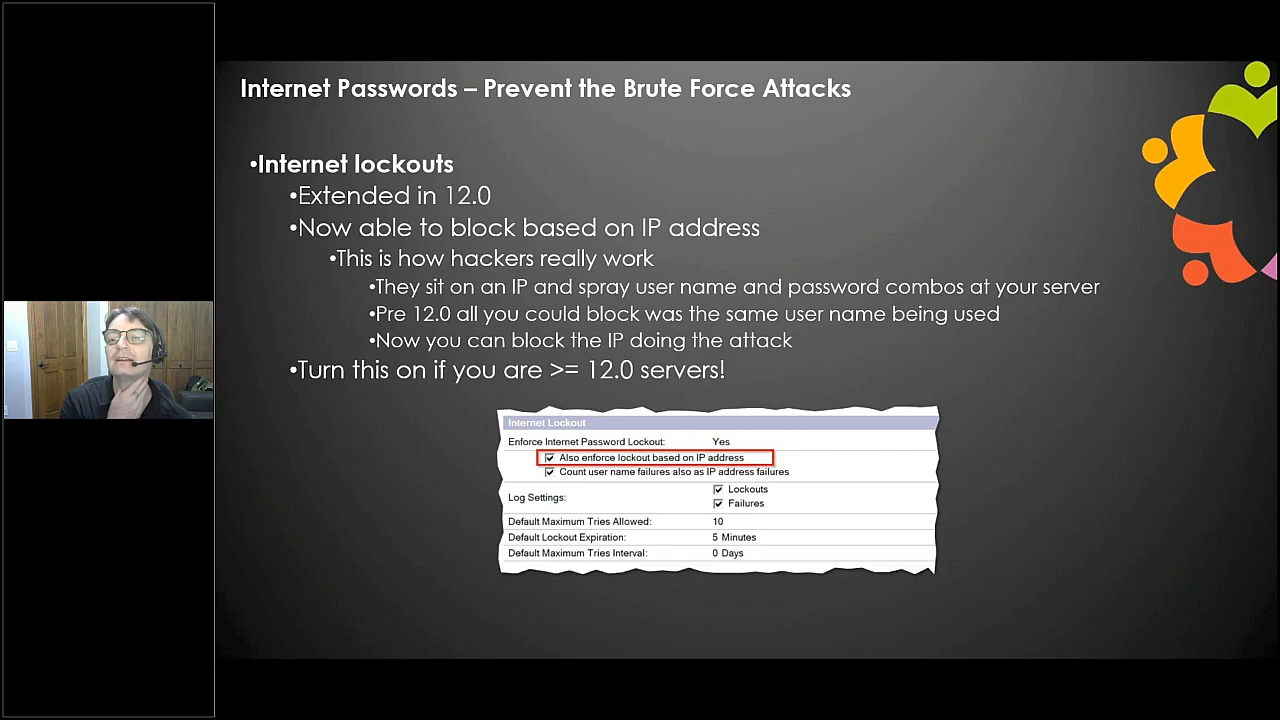 Internet Passwords – Prevent the Brute Force Attacks
•Internet lockouts
•Extended in 12.0
•Now able to block based on IP address
•This is how hackers really work
•They sit on an IP and spray user name and password combos at your server
•Pre 12.0 all you could block was the same user name being used
•Now you can block the IP doing the attack
•Turn this on if you are >= 12.0 servers!
Internet Lockout
Enforce Internet Password Lockout: Yes
Also enforce lockout based on IP address
Count user name failures also as IP address failures
Log Settings:
Lockouts
Failures
Default Maximum Tries Allowed: 10
Default Lockout Expiration: 5 Minutes
Default Maximum Tries Interval: 0 Days